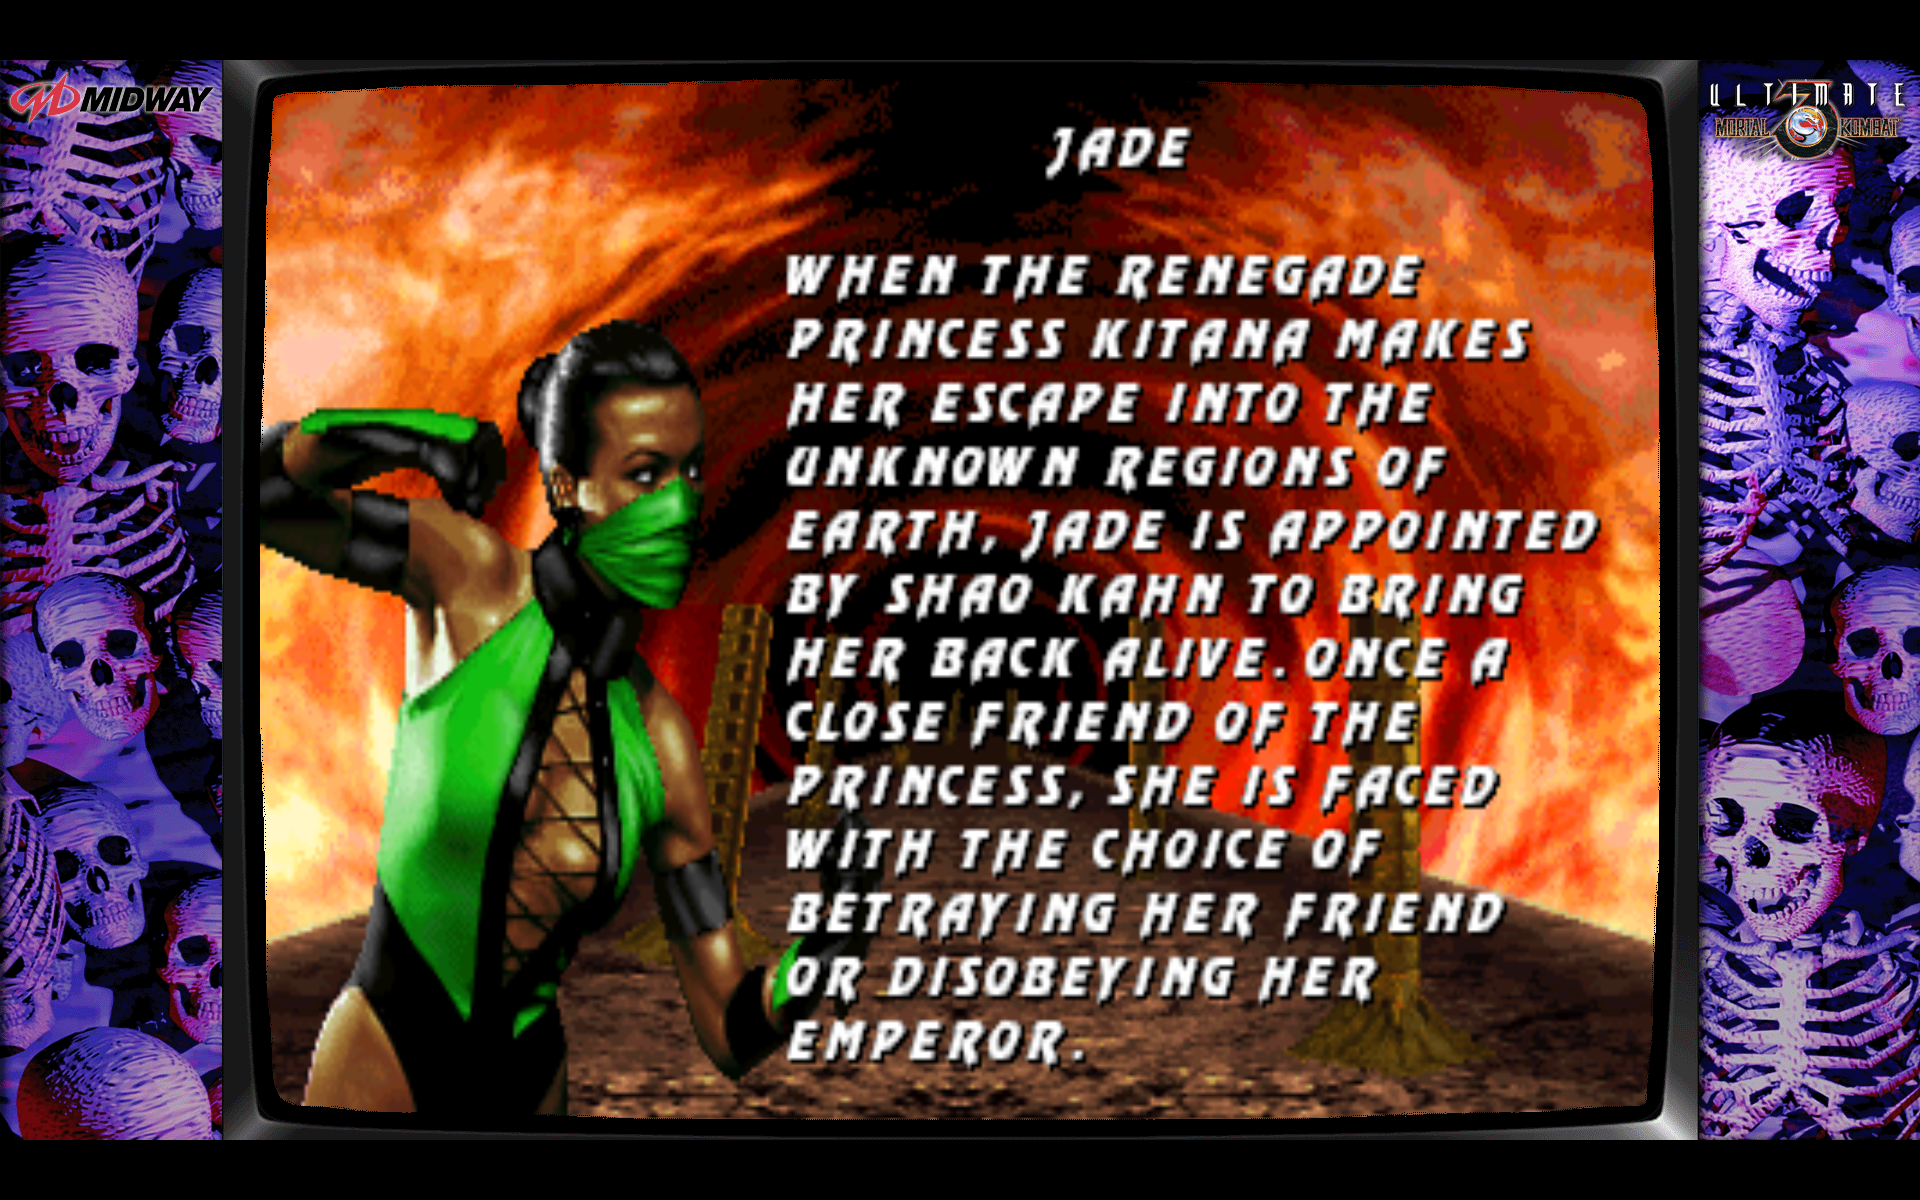 MIDWAY
ULTIMATE
MORTAL KOMBAT
3
JADE
WHEN THE RENEGADE
PRINCESS KITANA MAKES
HER ESCAPE INTO THE
UNKNOWN REGIONS OF
EARTH, JADE IS APPOINTED
BY SHAO KAHN TO BRING
HER BACK ALIVE. ONCE A
CLOSE FRIEND OF THE
PRINCESS, SHE IS FACED
WITH THE CHOICE OF
BETRAYING HER FRIEND
OR DISOBEYING HER
EMPEROR.